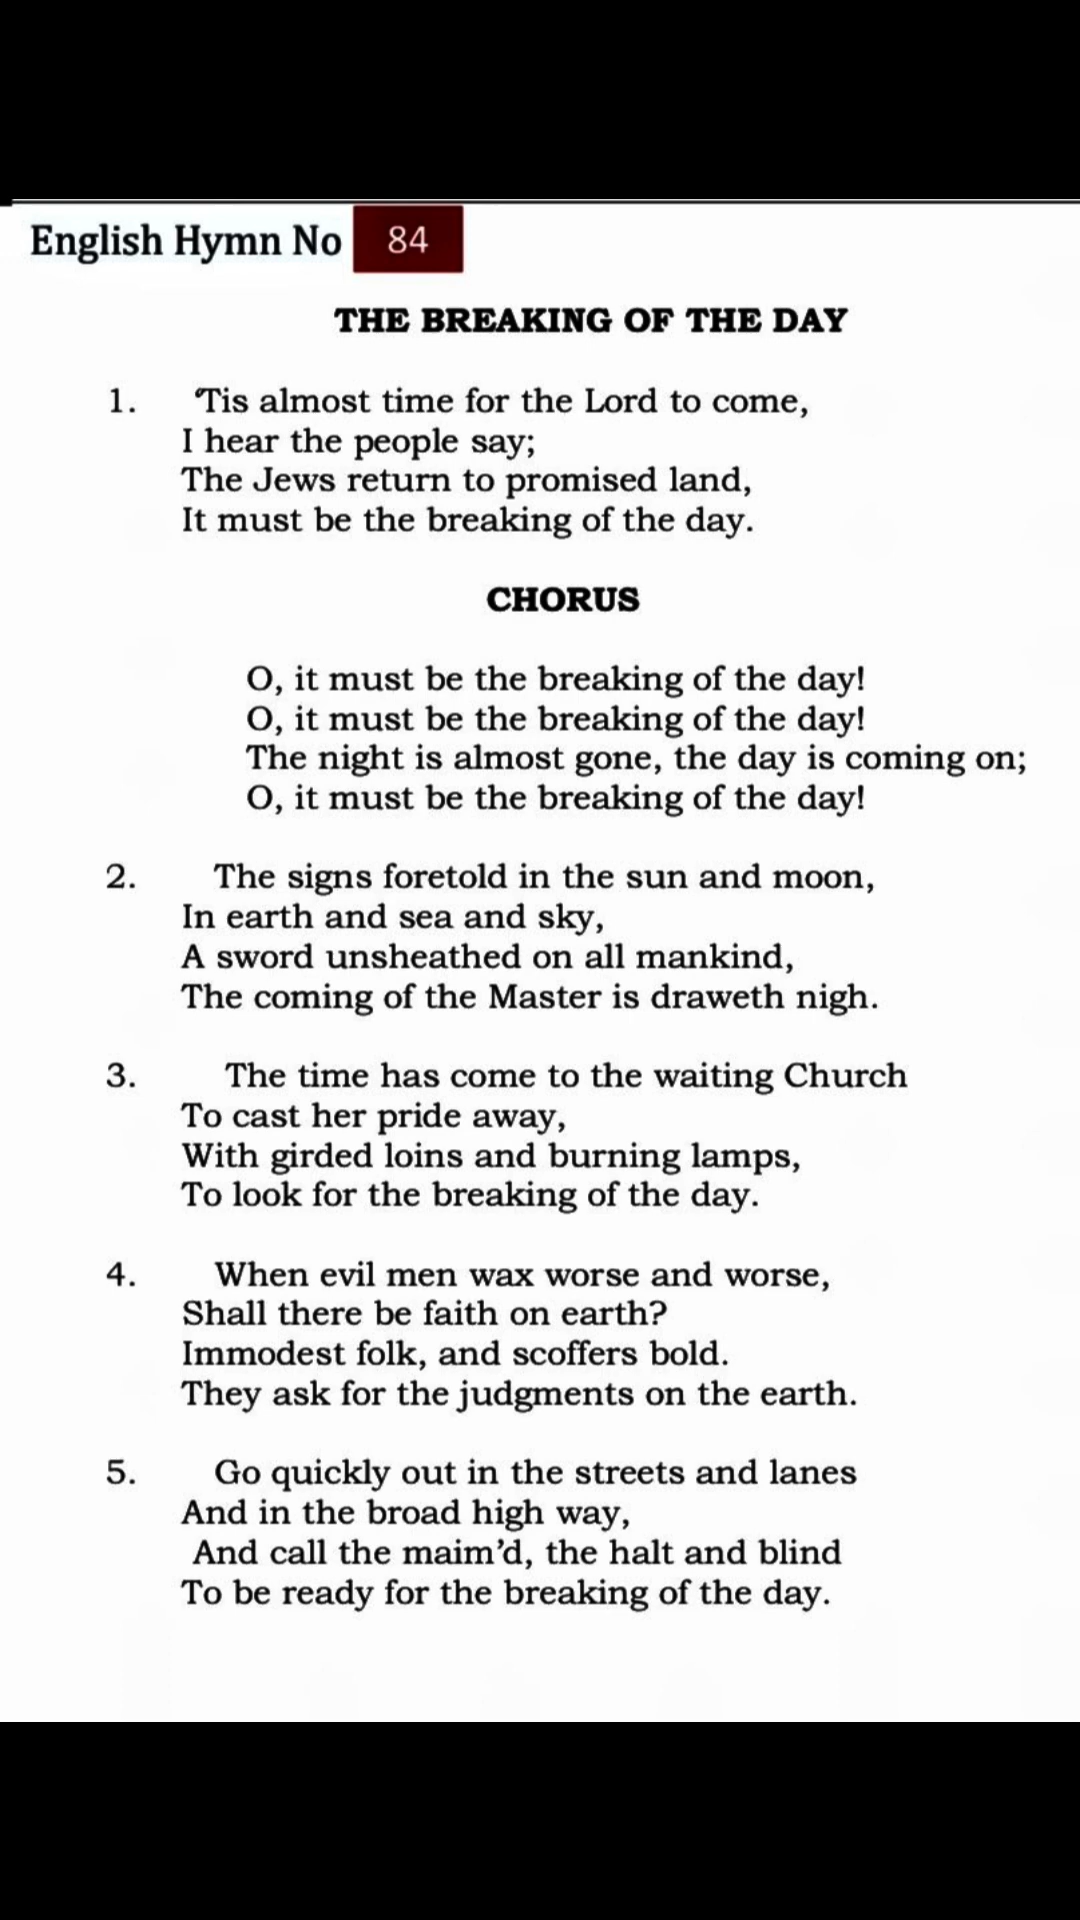 English Hymn No 84
THE BREAKING OF THE DAY
1. 'Tis almost time for the Lord to come,
I hear the people say;
The Jews return to promised land,
It must be the breaking of the day.
CHORUS
O, it must be the breaking of the day!
O, it must be the breaking of the day!
The night is almost gone, the day is coming on;
O, it must be the breaking of the day!
2. The signs foretold in the sun and moon,
In earth and sea and sky,
A sword unsheathed on all mankind,
The coming of the Master is draweth nigh.
3. The time has come to the waiting Church
To cast her pride away,
With girded loins and burning lamps,
To look for the breaking of the day.
4. When evil men wax worse and worse,
Shall there be faith on earth?
Immodest folk, and scoffers bold.
They ask for the judgments on the earth.
5. Go quickly out in the streets and lanes
And in the broad high way,
And call the maim’d, the halt and blind
To be ready for the breaking of the day.